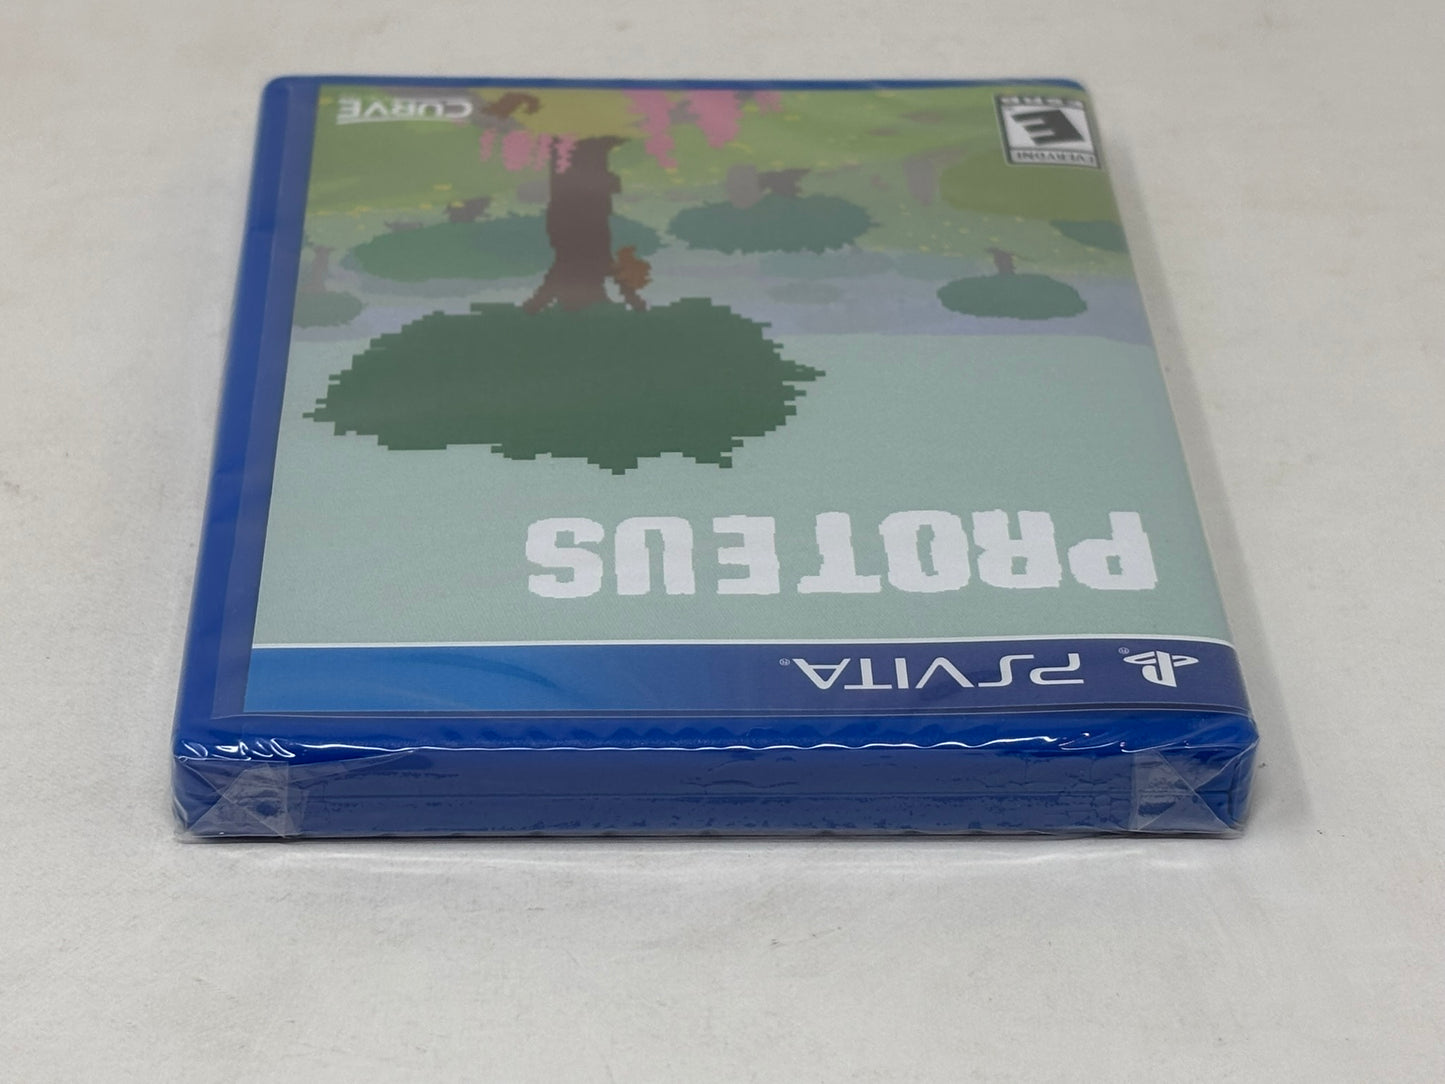 PSVITA®
PROTEUS
EVERYONE
E
ESRB
CURVE